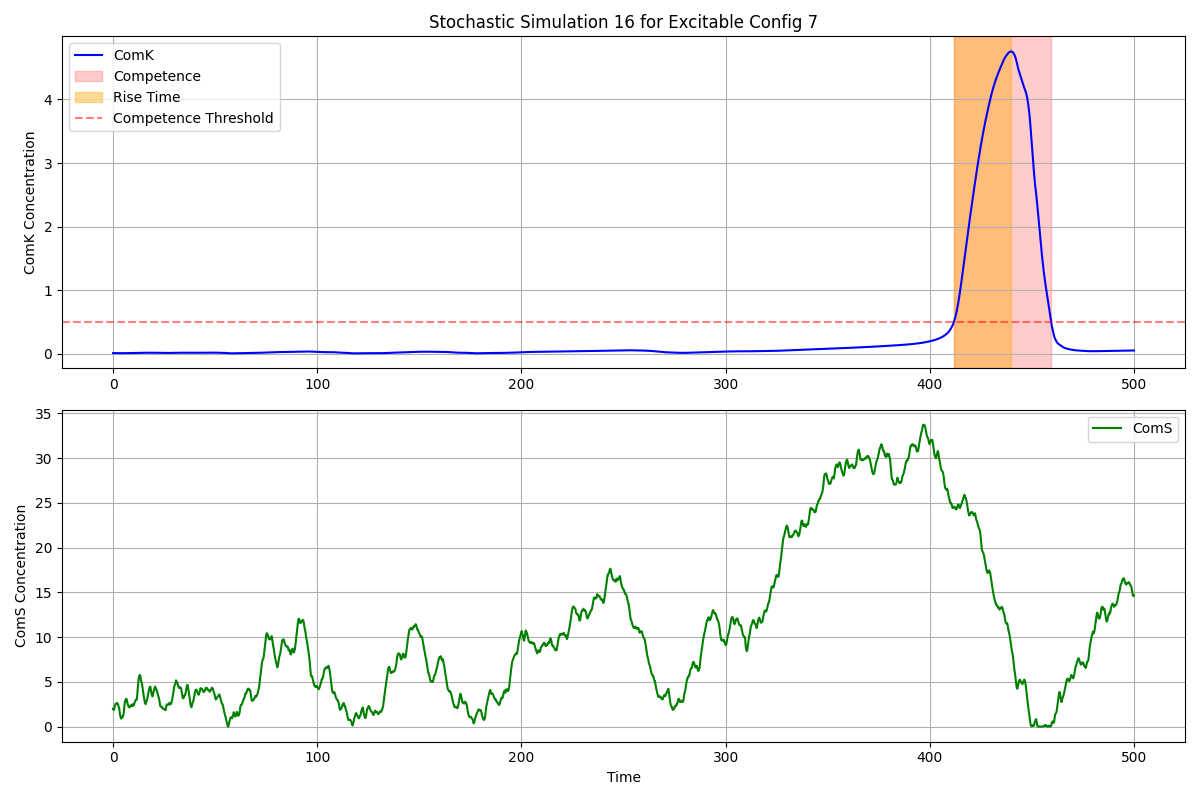 Stochastic Simulation 16 for Excitable Config 7
ComK
Competence
Rise Time
Competence Threshold
ComK Concentration
4
3
2
1
0
0 100 200 300 400 500
ComS
ComS Concentration
35
30
25
20
15
10
5
0
0 100 200 300 400 500
Time